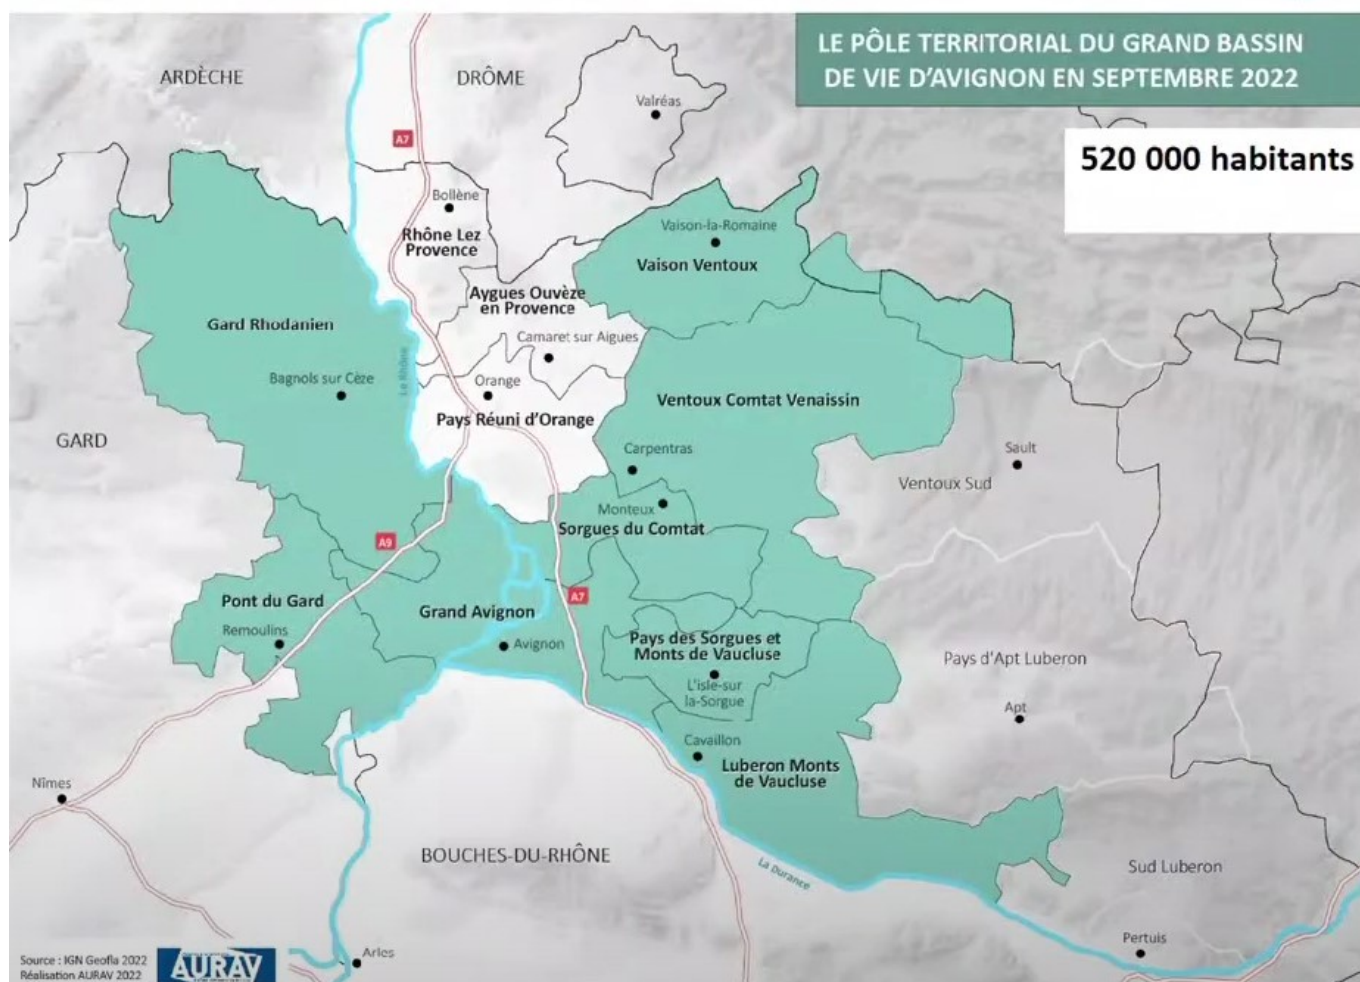 LE PÔLE TERRITORIAL DU GRAND BASSIN
DE VIE D'AVIGNON EN SEPTEMBRE 2022
520 000 habitants
ARDÈCHE
DRÔME
Valréas
A7
Bollène
Rhône Lez
Provence
Vaison-la-Romaine
Vaison Ventoux
Aygues Ouvèze
en Provence
Gard Rhodanien
Camaret sur Aigues
Le Rhône
Bagnols sur Cèze
Orange
Pays Réuni d'Orange
Ventoux Comtat Venaissin
GARD
Carpentras
Sault
Ventoux Sud
Monteux
Sorgues du Comtat
A9
A7
Pont du Gard
Remoulins
Grand Avignon
Avignon
Pays des Sorgues et
Monts de Vaucluse
L'isle-sur
la-Sorgue
Pays d'Apt Luberon
Apt
Cavaillon
Luberon Monts
de Vaucluse
Nîmes
BOUCHES-DU-RHÔNE
La Durance
Sud Luberon
Pertuis
Arles
Source : IGN Geofla 2022
Réalisation AURAV 2022
AURAV